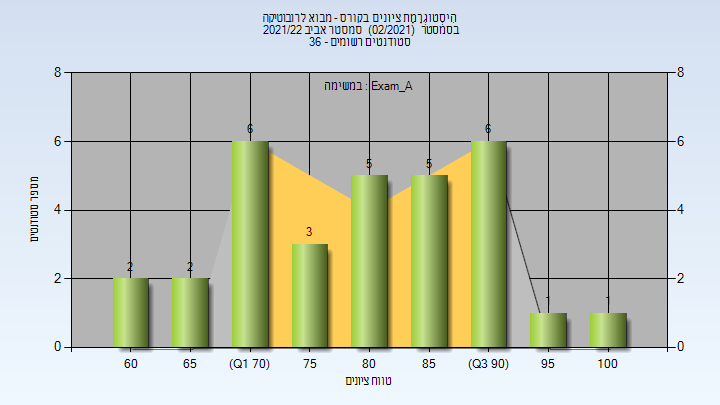 היסטוגרמת ציונים בקורס - מבוא לרובוטיקה
בסמסטר (02/2021) סמסטר אביב 2021/22
סטודנטים רשומים - 36
במשימה : Exam_A
מספר סטודנטים
8 8
6 6
4 4
2 2
0 0
2 2 6 3 5 5 6 1 1
60 65 (Q1 70) 75 80 85 (Q3 90) 95 100
טווח ציונים